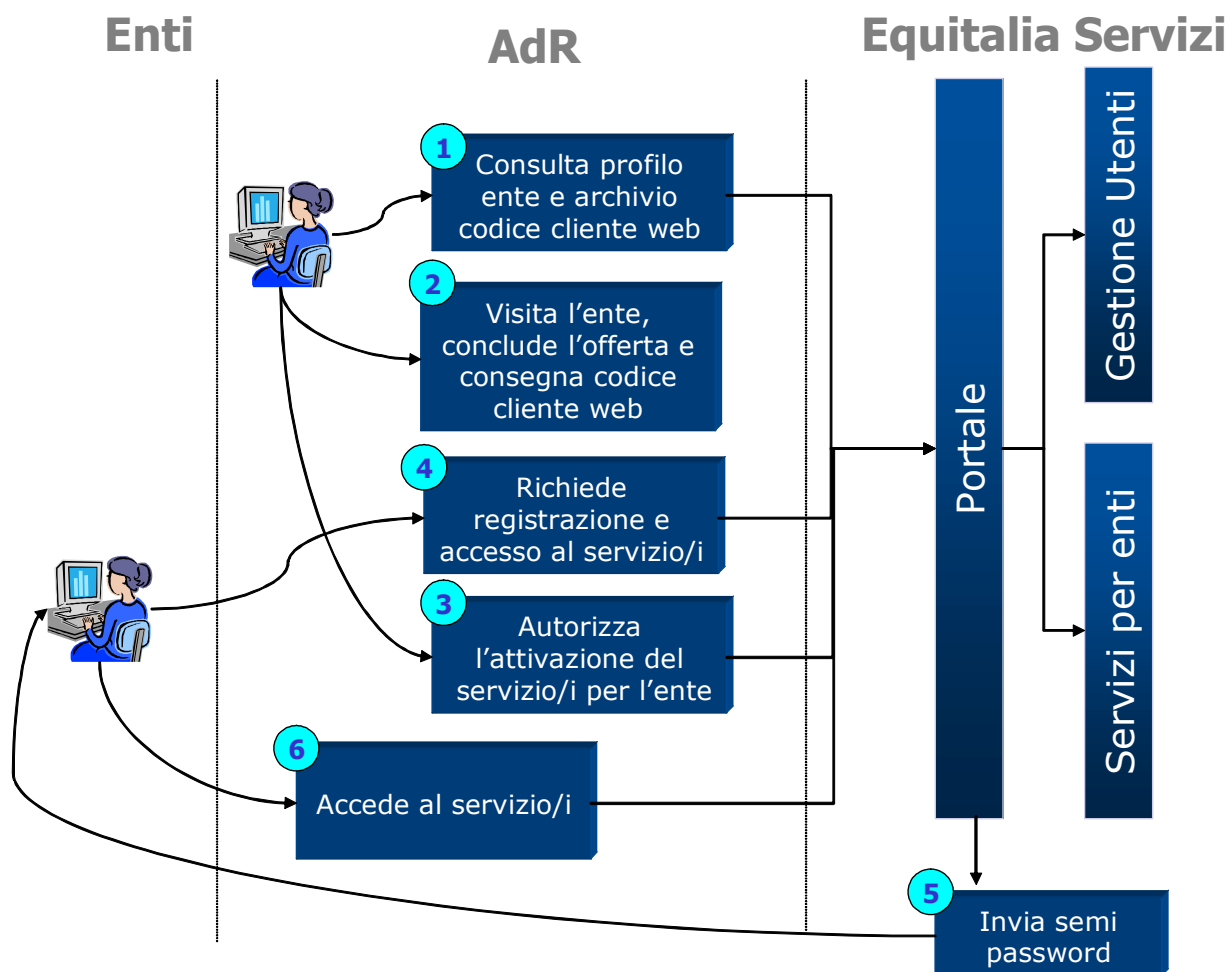 Enti
AdR
Equitalia Servizi
1
Consulta profilo
ente e archivio
codice cliente web
2
Visita l’ente,
conclude l’offerta e
consegna codice
cliente web
4
Richiede
registrazione e
accesso al servizio/i
3
Autorizza
l’attivazione del
servizio/i per l’ente
6
Accede al servizio/i
Portale
Gestione Utenti
Servizi per enti
5
Invia semi
password